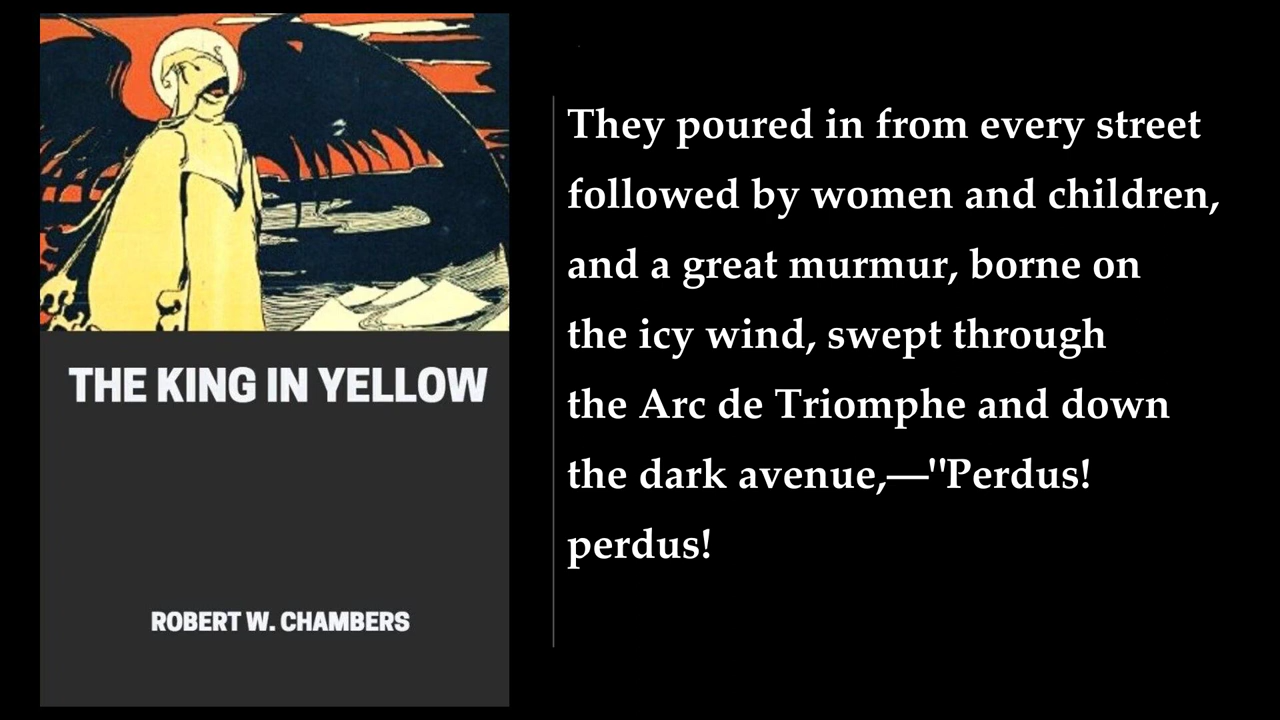 THE KING IN YELLOW
ROBERT W. CHAMBERS
They poured in from every street
followed by women and children,
and a great murmur, borne on
the icy wind, swept through
the Arc de Triomphe and down
the dark avenue,—"Perdus!
perdus!